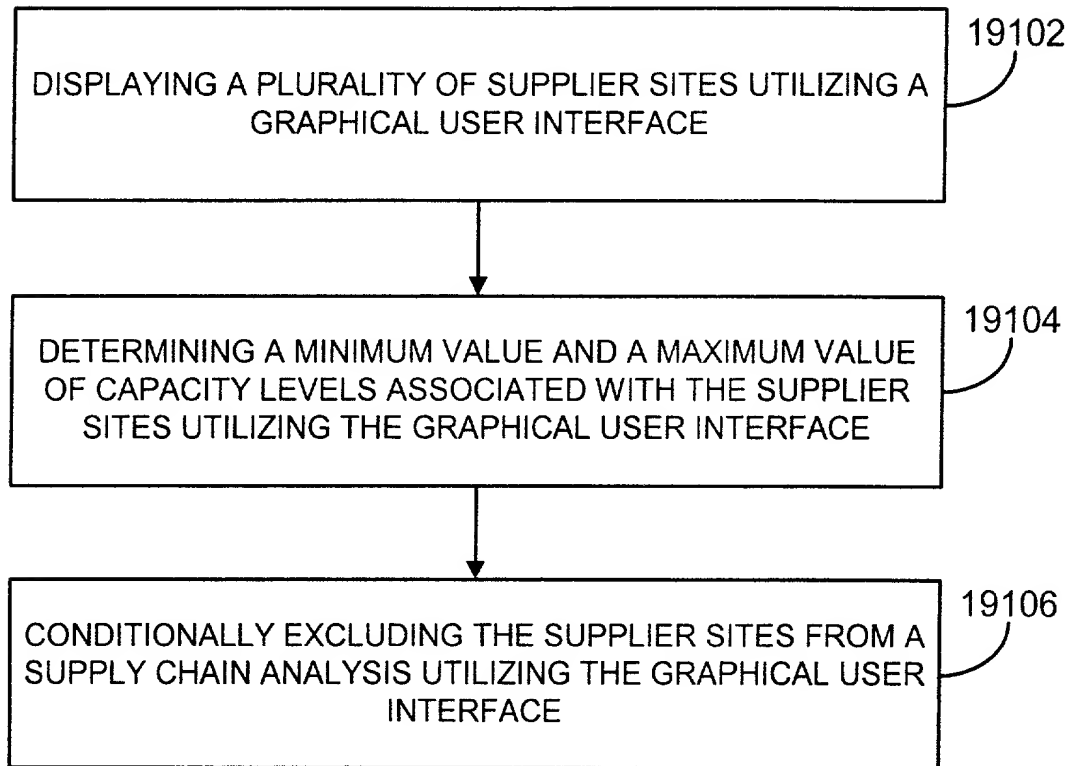 19102
DISPLAYING A PLURALITY OF SUPPLIER SITES UTILIZING A
GRAPHICAL USER INTERFACE
19104
DETERMINING A MINIMUM VALUE AND A MAXIMUM VALUE
OF CAPACITY LEVELS ASSOCIATED WITH THE SUPPLIER
SITES UTILIZING THE GRAPHICAL USER INTERFACE
19106
CONDITIONALLY EXCLUDING THE SUPPLIER SITES FROM A
SUPPLY CHAIN ANALYSIS UTILIZING THE GRAPHICAL USER
INTERFACE